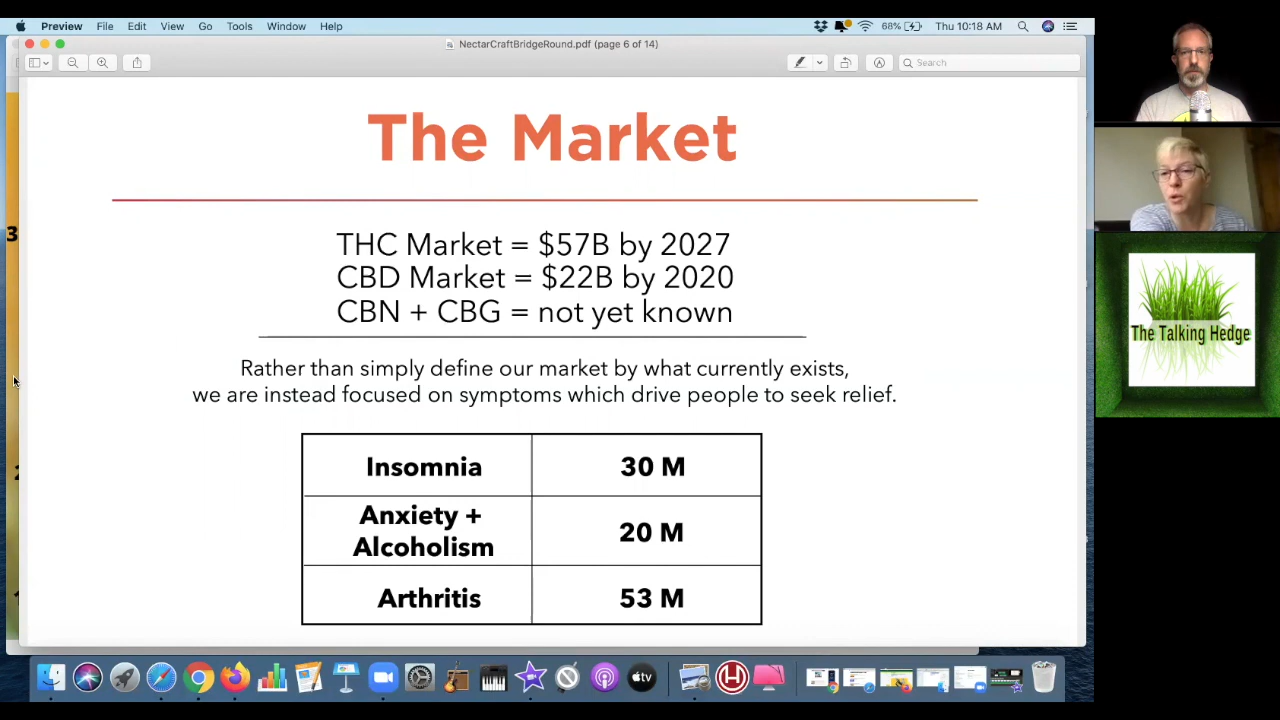 Preview File Edit View Go Tools Window Help 68% Thu 10:18 AM
NectarCraftBridgeRound.pdf (page 6 of 14)
Search
The Market
THC Market = $57B by 2027
CBD Market = $22B by 2020
CBN + CBG = not yet known
Rather than simply define our market by what currently exists,
we are instead focused on symptoms which drive people to seek relief.
Insomnia 30 M
Anxiety +
Alcoholism 20 M
Arthritis 53 M
The Talking Hedge
3
tv
H